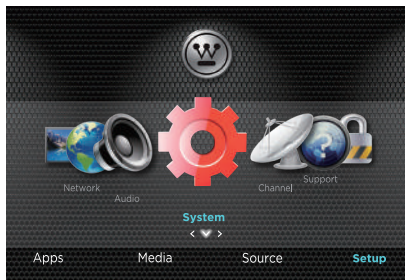 Network
Audio
System
Channel
Support
Apps Media Source Setup